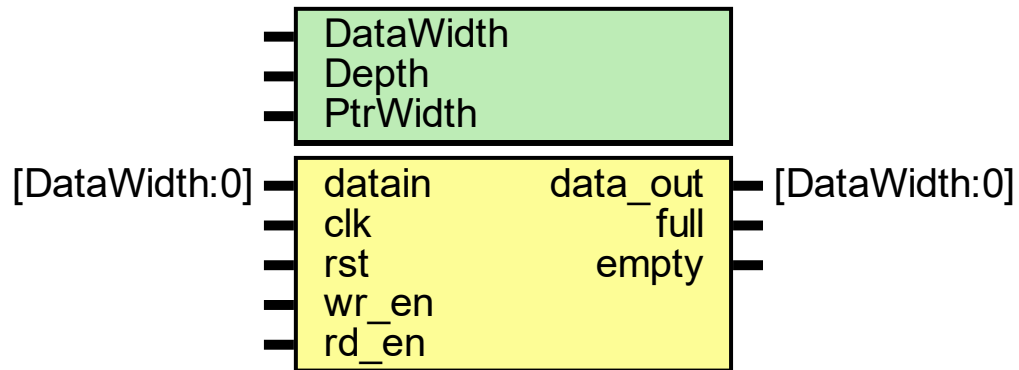 DataWidth
Depth
PtrWidth
[DataWidth:0] datain data_out [DataWidth:0]
clk full
rst empty
wr_en
rd_en